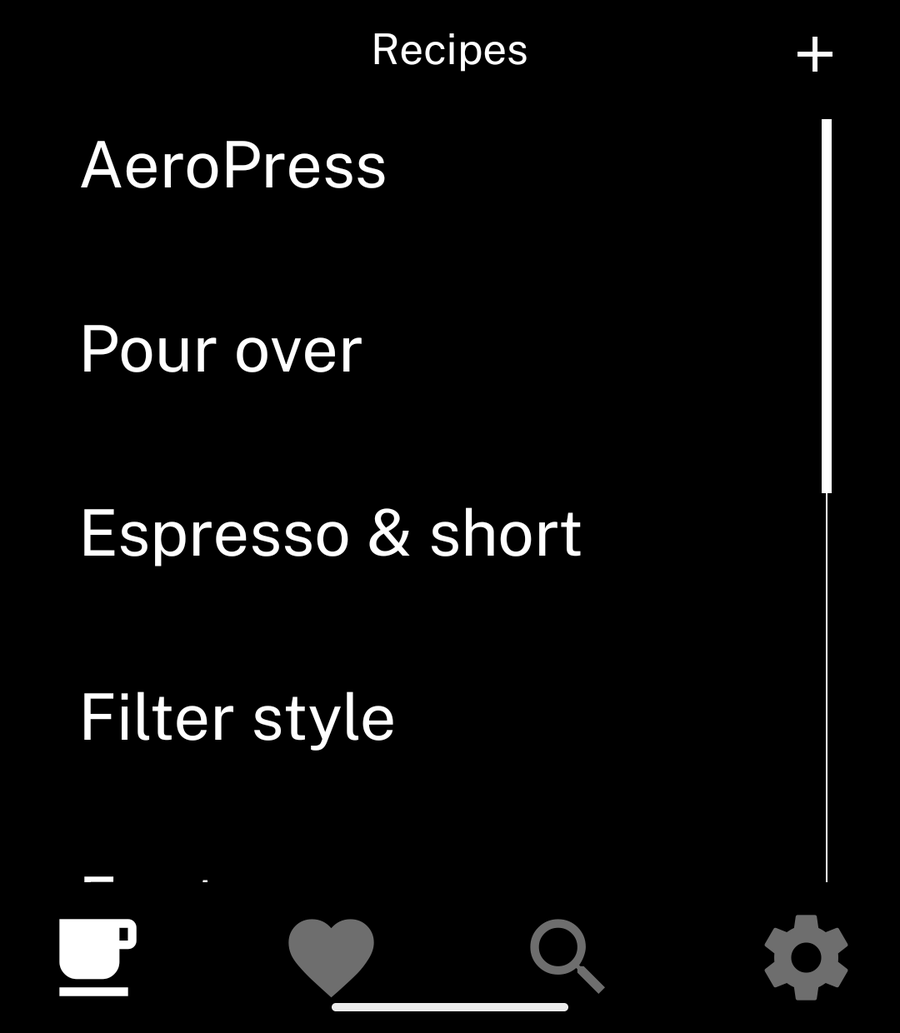 Recipes
+
AeroPress
Pour over
Espresso & short
Filter style